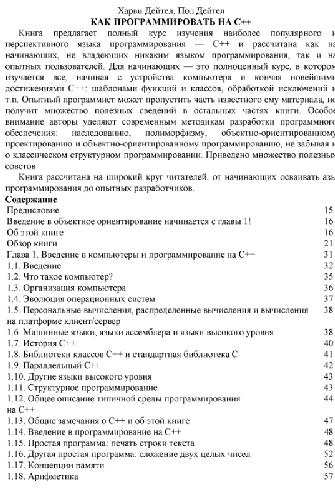 Харви Дейтел, Пол Дейтел
КАК ПРОГРАММИРОВАТЬ НА C++
Книга предлагает полный курс изучения наиболее популярного и
перспективного языка программирования — C++ и рассчитана как на
начинающих, не владеющих никаким языком программирования, так и на
опытных пользователей. Для начинающих — это полноценный курс, в котором
изучается все, начиная с устройства компьютера и кончая новейшими
достижениями C++: шаблонами функций и классов, обработкой исключений и
т.п. Опытный программист может пропустить часть известного ему материала, но
получит множество полезных сведений в остальных частях книги. Особое
внимание авторы уделяют современным методикам разработки программного
обеспечения: наследованию, полиморфизму, объектно-ориентированному
проектированию и объектно-ориентированному программированию, не забывая и
о классическом структурном программировании. Приведено множество полезных
советов
Книга рассчитана на широкий круг читателей, от начинающих осваивать азы
программирования до опытных разработчиков.
Содержание
Предисловие 15
Введение в объектное ориентирование начинается с главы 1! 16
Об этой книге 16
Обзор книги 21
Глава 1. Введение в компьютеры и программирование на C++ 31
1.1. Введение 32
1.2. Что такое компьютер? 35
1.3. Организация компьютера 36
1.4. Эволюция операционных систем 37
1.5. Персональные вычисления, распределенные вычисления и вычисления 38
на платформе клиент/сервер
1.6 Машинные языки, языки ассемблера и языки высокого уровня 38
1.7. История C++ 40
1.8. Библиотеки классов C++ и стандартная библиотека C 41
1.9. Параллельный C++ 42
1.10. Другие языки высокого уровня 43
1.11. Структурное программирование 43
1.12. Общее описание типичной среды программирования 44
на C++
1.13. Общие замечания о C++ и об этой книге 47
1.14. Введение в программирование на C++ 48
1.15. Простая программа: печать строки текста 48
1.16. Другая простая программа: сложение двух целых чисел 52
1.17. Концепции памяти 56
1.18. Арифметика 57